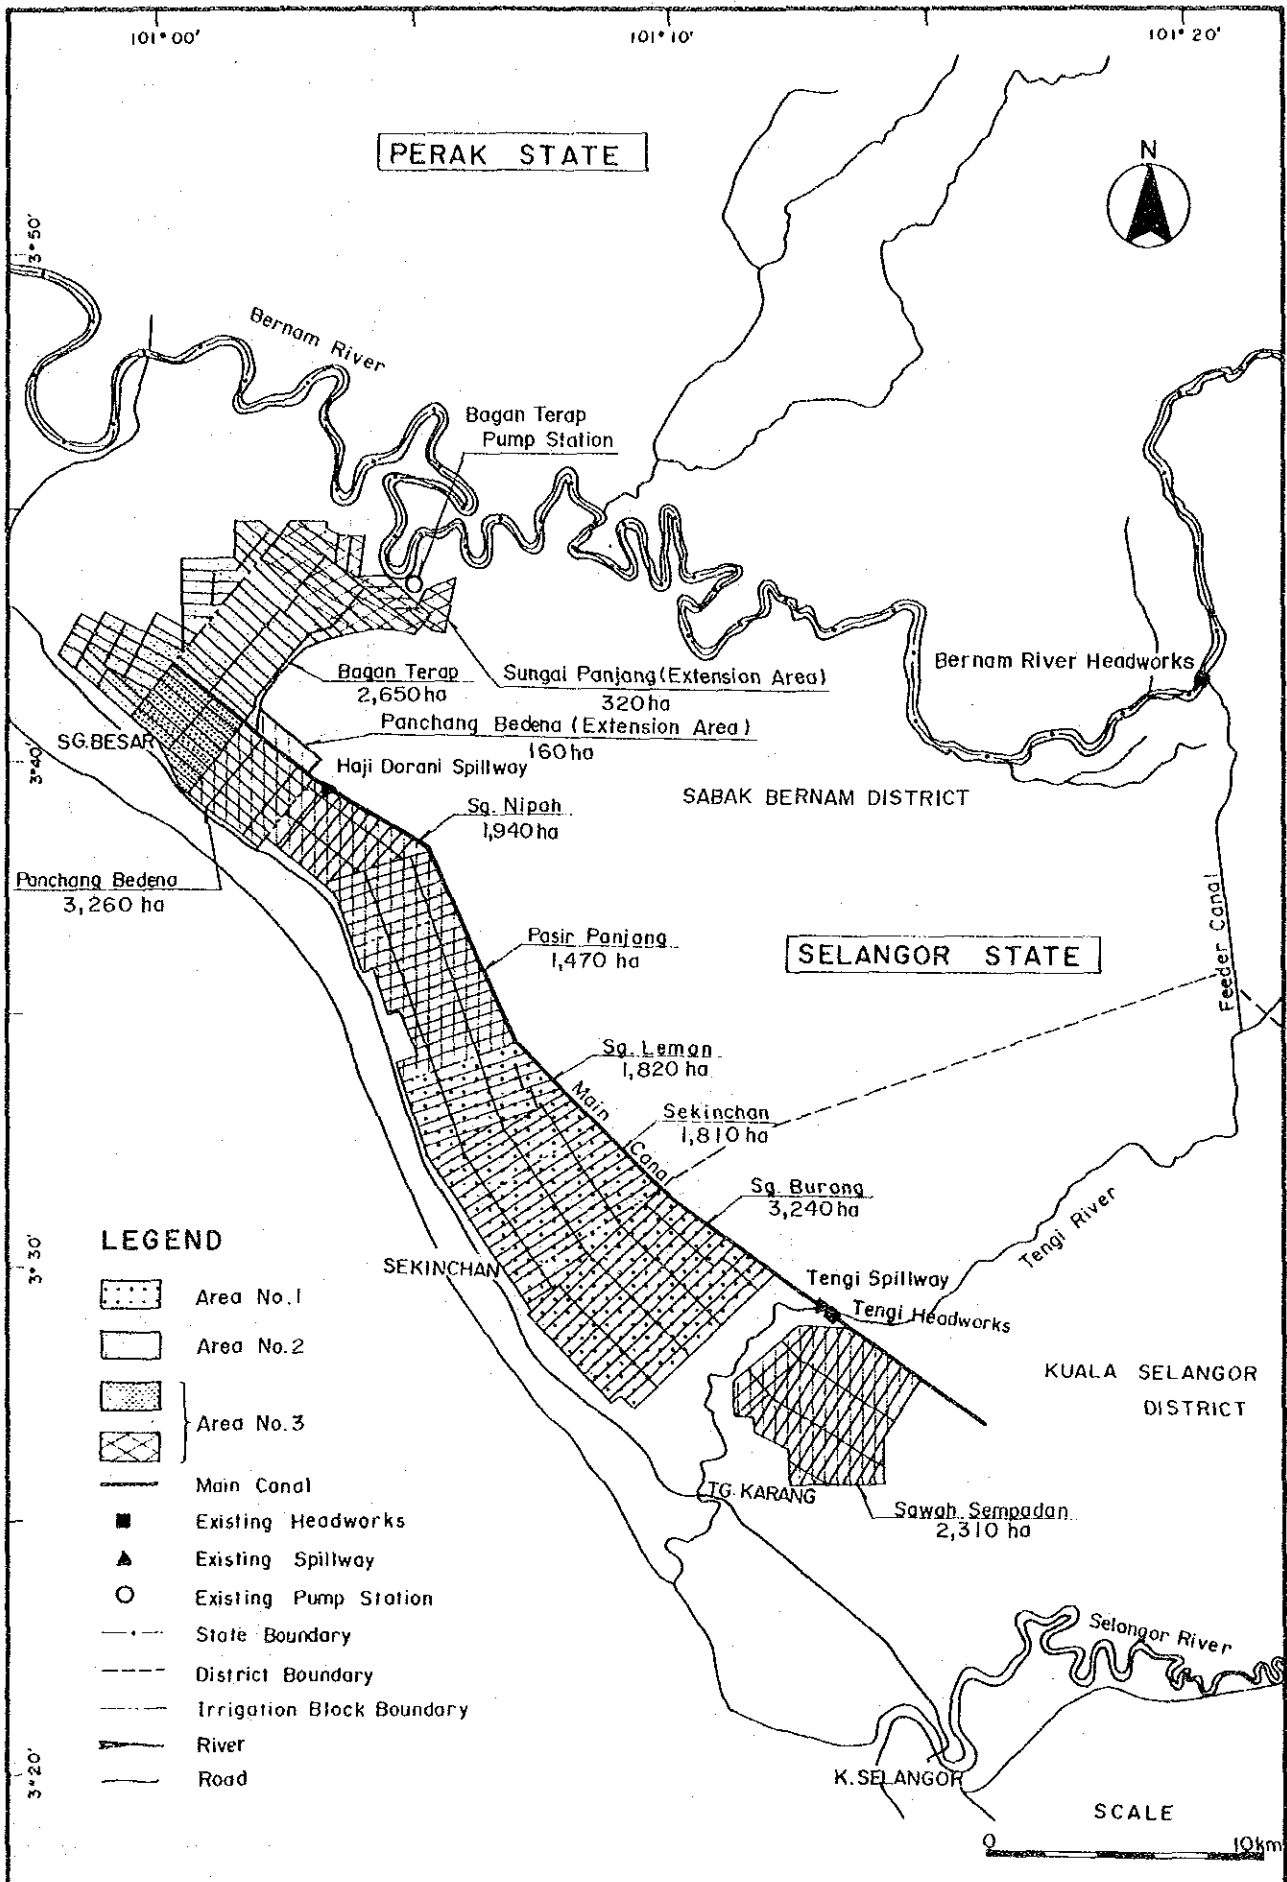 101°00'
101°10'
101°20'
PERAK STATE
N
3°50'
Bernam River
Bagan Terap
Pump Station
Bernam River Headworks
Bagan Terap
2,650 ha
Sungai Panjang (Extension Area)
320 ha
Panchang Bedena (Extension Area)
160 ha
SG. BESAR
3°40'
Haji Dorani Spillway
SABAK BERNAM DISTRICT
Sg. Nipah
1,940 ha
Panchang Bedena
3,260 ha
Feeder Canal
Pasir Panjang
1,470 ha
SELANGOR STATE
Sg. Leman
1,820 ha
Main Canal
Sekinchan
1,810 ha
Sg. Burong
3,240 ha
Tengi River
3°30'
SEKINCHAN
Tengi Spillway
Tengi Headworks
KUALA SELANGOR
DISTRICT
TG. KARANG
Sawah Sempadan
2,310 ha
LEGEND
Area No.1
Area No.2
Area No.3
Main Canal
Existing Headworks
Existing Spillway
Existing Pump Station
State Boundary
District Boundary
Irrigation Block Boundary
River
Road
Selangor River
3°20'
K. SELANGOR
SCALE
0 10km